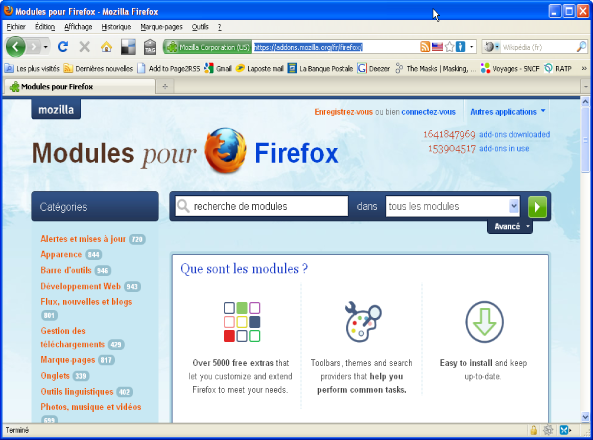 Modules pour Firefox - Mozilla Firefox
Fichier Édition Affichage Historique Marque-pages Outils ?
Mozilla Corporation (US) https://addons.mozilla.org/fr/firefox/ Wikipédia (fr)
Les plus visités Dernières nouvelles Add to Page2RSS Gmail Laposte mail La Banque Postale Deezer The Masks | Masking, ... Voyages - SNCF RATP »
Modules pour Firefox
mozilla
Enregistrez-vous ou bien connectez-vous Autres applications
1641847969 add-ons downloaded
153904517 add-ons in use
Modules pour Firefox
Catégories
recherche de modules dans tous les modules
Avancé
Alertes et mises à jour 720
Apparence 844
Barre d'outils 946
Développement Web 943
Flux, nouvelles et blogs
801
Gestion des
téléchargements 429
Marque-pages 817
Onglets 339
Outils linguistiques 402
Photos, musique et vidéos
Que sont les modules ?
Over 5000 free extras that
let you customize and extend
Firefox to meet your needs.
Toolbars, themes and search
providers that help you
perform common tasks.
Easy to install and keep
up-to-date.
Terminé